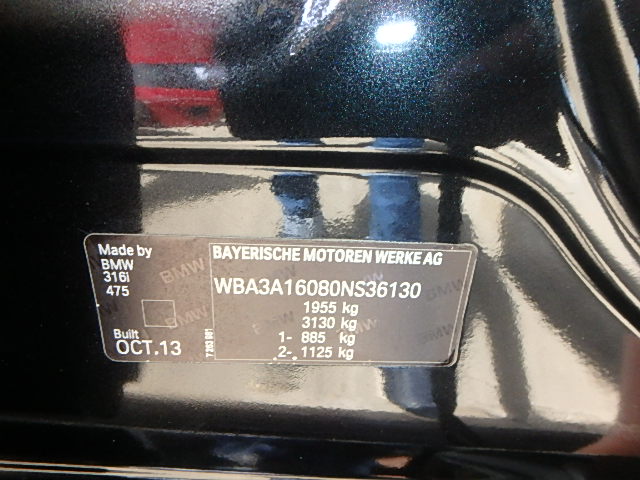 Made by
BMW
316i
475
Built
OCT.13
BAYERISCHE MOTOREN WERKE AG
WBA3A16080NS36130
1955 kg
3130 kg
1- 885 kg
2- 1125 kg
BMW